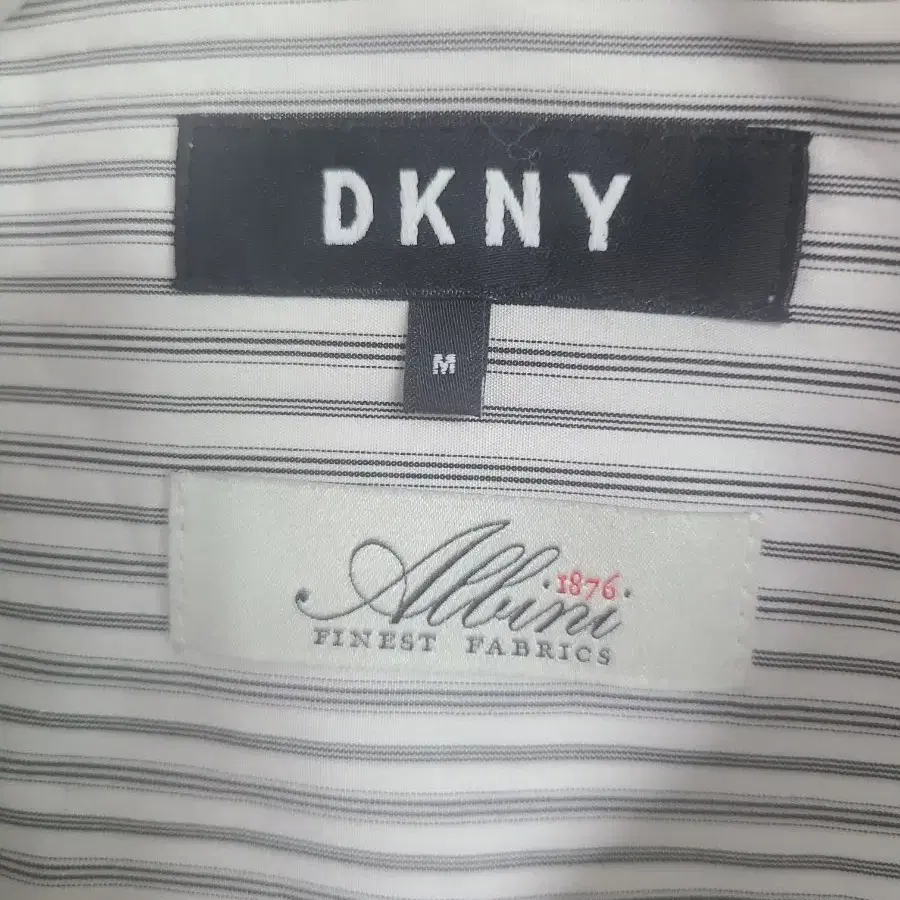 DKNY
M
Albini
1876
FINEST FABRICS